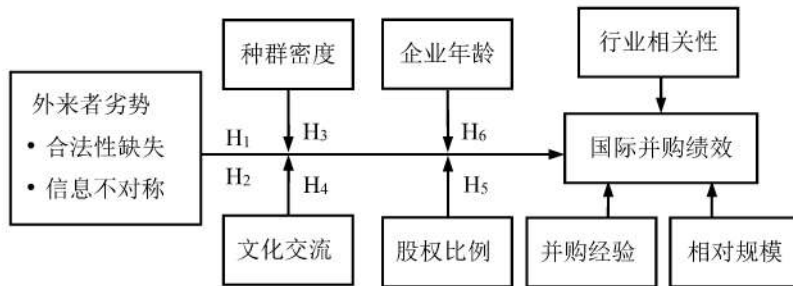 种群密度
企业年龄
行业相关性
外来者劣势
• 合法性缺失
• 信息不对称
H1
H3
H6
国际并购绩效
H2
H4
H5
文化交流
股权比例
并购经验
相对规模